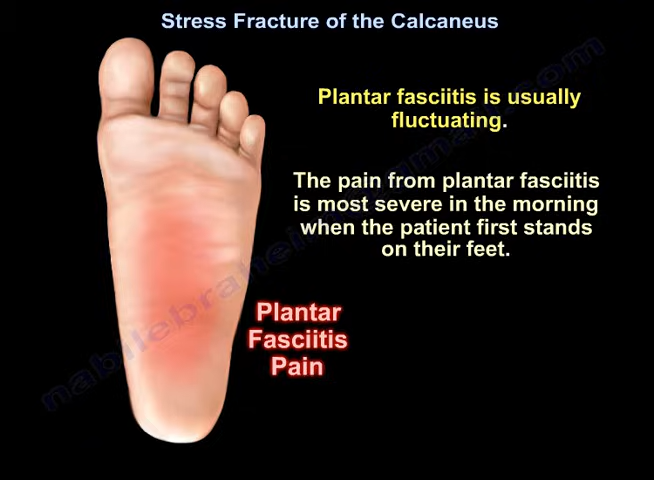 Stress Fracture of the Calcaneus
Plantar fasciitis is usually
fluctuating.
The pain from plantar fasciitis
is most severe in the morning
when the patient first stands
on their feet.
Plantar
Fasciitis
Pain